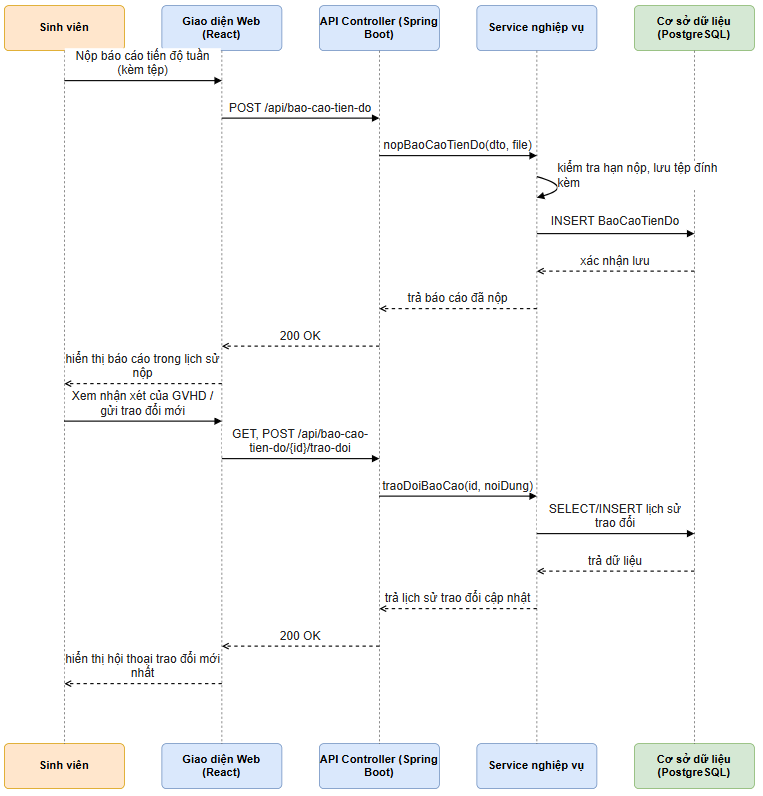 Sinh viên
Giao diện Web
(React)
API Controller (Spring
Boot)
Service nghiệp vụ
Cơ sở dữ liệu
(PostgreSQL)
Nộp báo cáo tiến độ tuần
(kèm tệp)
POST /api/bao-cao-tien-do
nopBaoCaoTienDo(dto, file)
kiểm tra hạn nộp, lưu tệp đính
kèm
INSERT BaoCaoTienDo
xác nhận lưu
trả báo cáo đã nộp
200 OK
hiển thị báo cáo trong lịch sử
nộp
Xem nhận xét của GVHD /
gửi trao đổi mới
GET, POST /api/bao-cao-
tien-do/{id}/trao-doi
traoDoiBaoCao(id, noiDung)
SELECT/INSERT lịch sử
trao đổi
trả dữ liệu
trả lịch sử trao đổi cập nhật
200 OK
hiển thị hội thoại trao đổi mới
nhất
Sinh viên
Giao diện Web
(React)
API Controller (Spring
Boot)
Service nghiệp vụ
Cơ sở dữ liệu
(PostgreSQL)